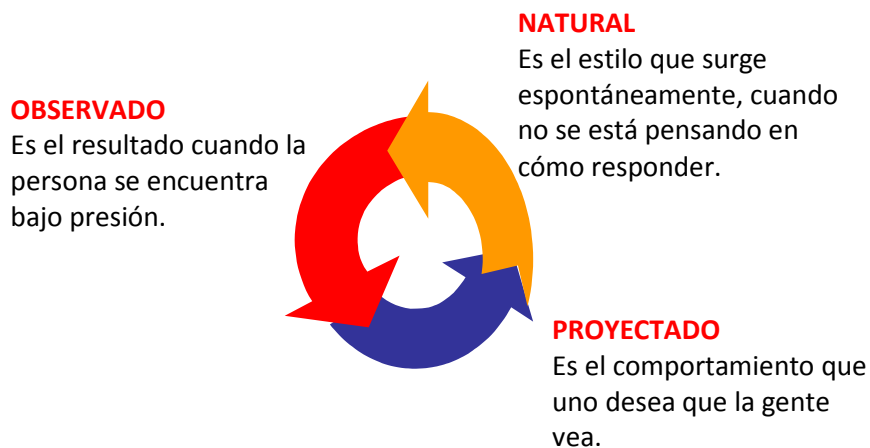 NATURAL
Es el estilo que surge
espontáneamente, cuando
no se está pensando en
cómo responder.
OBSERVADO
Es el resultado cuando la
persona se encuentra
bajo presión.
PROYECTADO
Es el comportamiento que
uno desea que la gente
vea.